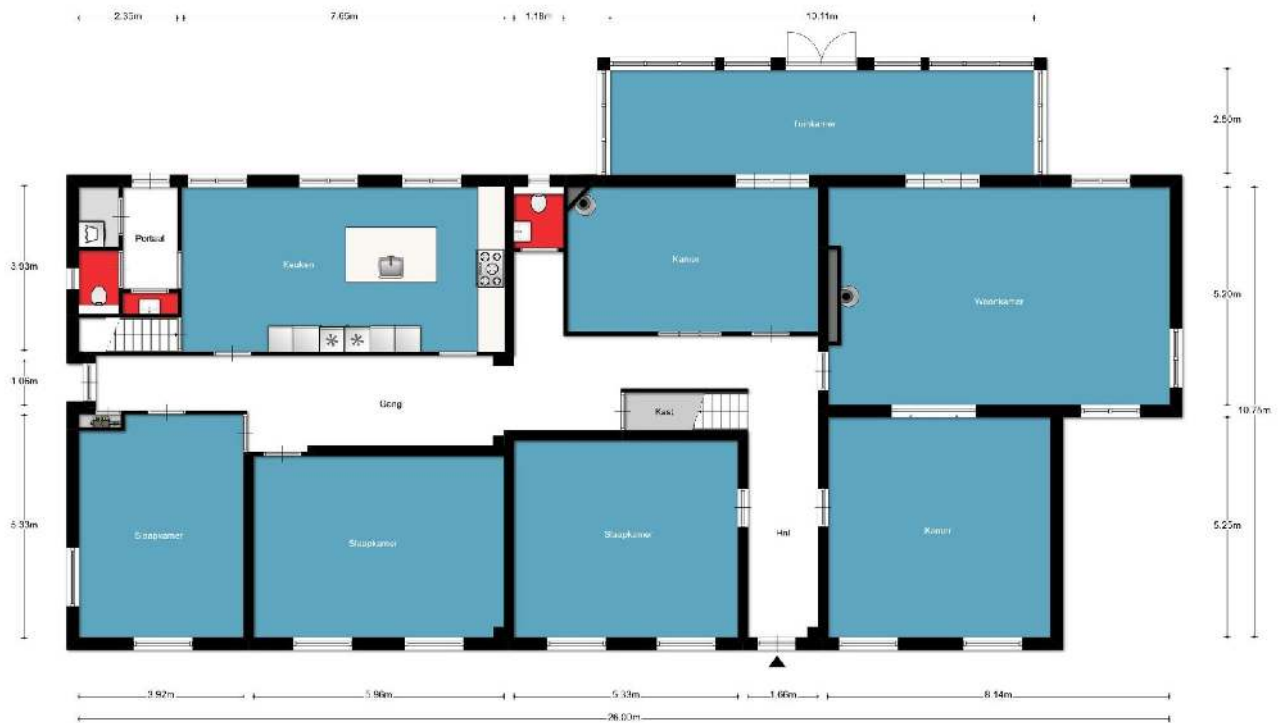 2.35m 7.65m 1.18m 10.11m
Tuinkamer
2.50m
Portaal
Keuken
Kamer
Woonkamer
3.93m
5.20m
1.06m
Gang
Kast
10.75m
5.33m
Slaapkamer
Slaapkamer
Slaapkamer
Hal
Kamer
5.25m
3.92m 5.96m 5.33m 1.66m 8.14m
26.00m